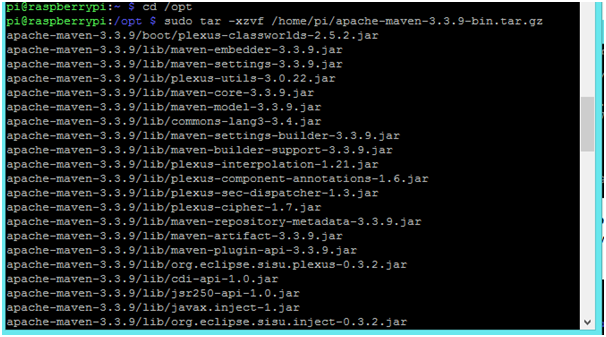 pi@raspberrypi:~ $ cd /opt
pi@raspberrypi:/opt $ sudo tar -xzvf /home/pi/apache-maven-3.3.9-bin.tar.gz
apache-maven-3.3.9/boot/plexus-classworlds-2.5.2.jar
apache-maven-3.3.9/lib/maven-embedder-3.3.9.jar
apache-maven-3.3.9/lib/maven-settings-3.3.9.jar
apache-maven-3.3.9/lib/plexus-utils-3.0.22.jar
apache-maven-3.3.9/lib/maven-core-3.3.9.jar
apache-maven-3.3.9/lib/maven-model-3.3.9.jar
apache-maven-3.3.9/lib/commons-lang3-3.4.jar
apache-maven-3.3.9/lib/maven-settings-builder-3.3.9.jar
apache-maven-3.3.9/lib/maven-builder-support-3.3.9.jar
apache-maven-3.3.9/lib/plexus-interpolation-1.21.jar
apache-maven-3.3.9/lib/plexus-component-annotations-1.6.jar
apache-maven-3.3.9/lib/plexus-sec-dispatcher-1.3.jar
apache-maven-3.3.9/lib/plexus-cipher-1.7.jar
apache-maven-3.3.9/lib/maven-repository-metadata-3.3.9.jar
apache-maven-3.3.9/lib/maven-artifact-3.3.9.jar
apache-maven-3.3.9/lib/maven-plugin-api-3.3.9.jar
apache-maven-3.3.9/lib/org.eclipse.sisu.plexus-0.3.2.jar
apache-maven-3.3.9/lib/cdi-api-1.0.jar
apache-maven-3.3.9/lib/jsr250-api-1.0.jar
apache-maven-3.3.9/lib/javax.inject-1.jar
apache-maven-3.3.9/lib/org.eclipse.sisu.inject-0.3.2.jar